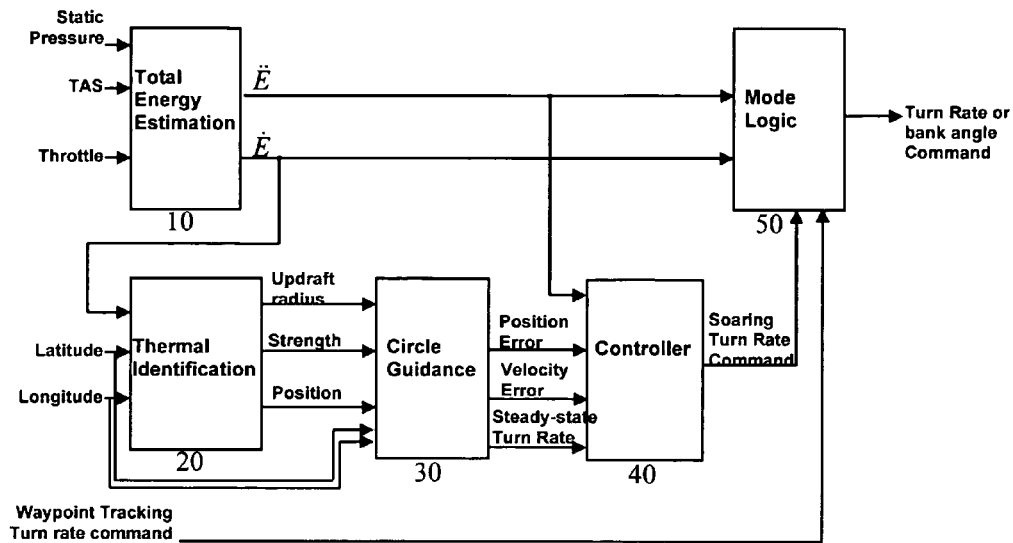 Static
Pressure
TAS
Throttle
Total
Energy
Estimation
10
Ë
Ė
Mode
Logic
50
Turn Rate or
bank angle
Command
Latitude
Longitude
Thermal
Identification
20
Updraft
radius
Strength
Position
Circle
Guidance
30
Position
Error
Velocity
Error
Steady-state
Turn Rate
Controller
40
Soaring
Turn Rate
Command
Waypoint Tracking
Turn rate command